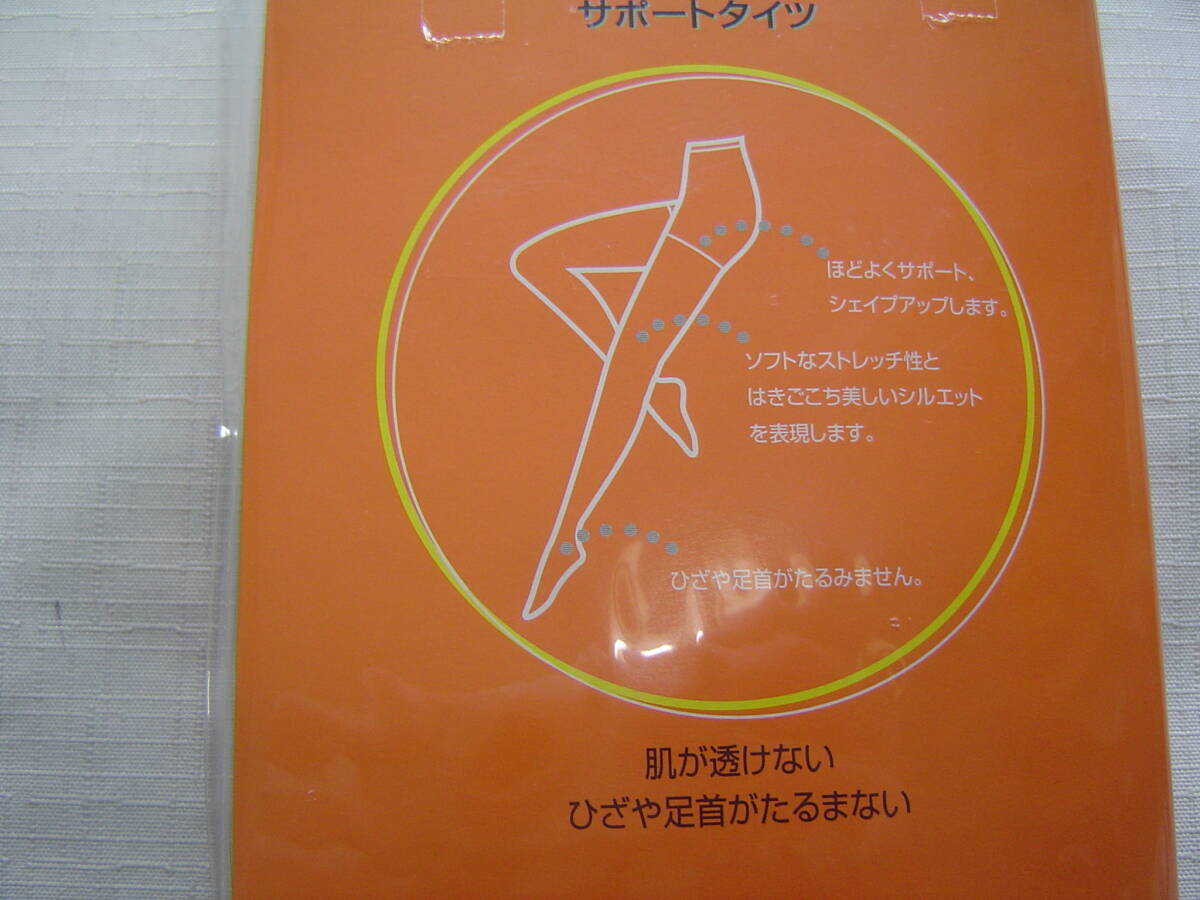 サポートタイツ
ほどよくサポート、
シェイプアップします。
ソフトなストレッチ性と
はきごこち美しいシルエット
を表現します。
ひざや足首がたるみません。
肌が透けない
ひざや足首がたるまない